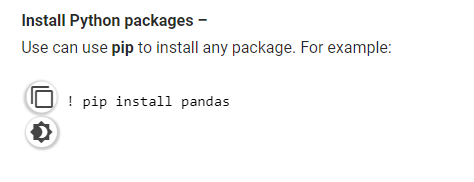 Install Python packages –
Use can use pip to install any package. For example:
! pip install pandas